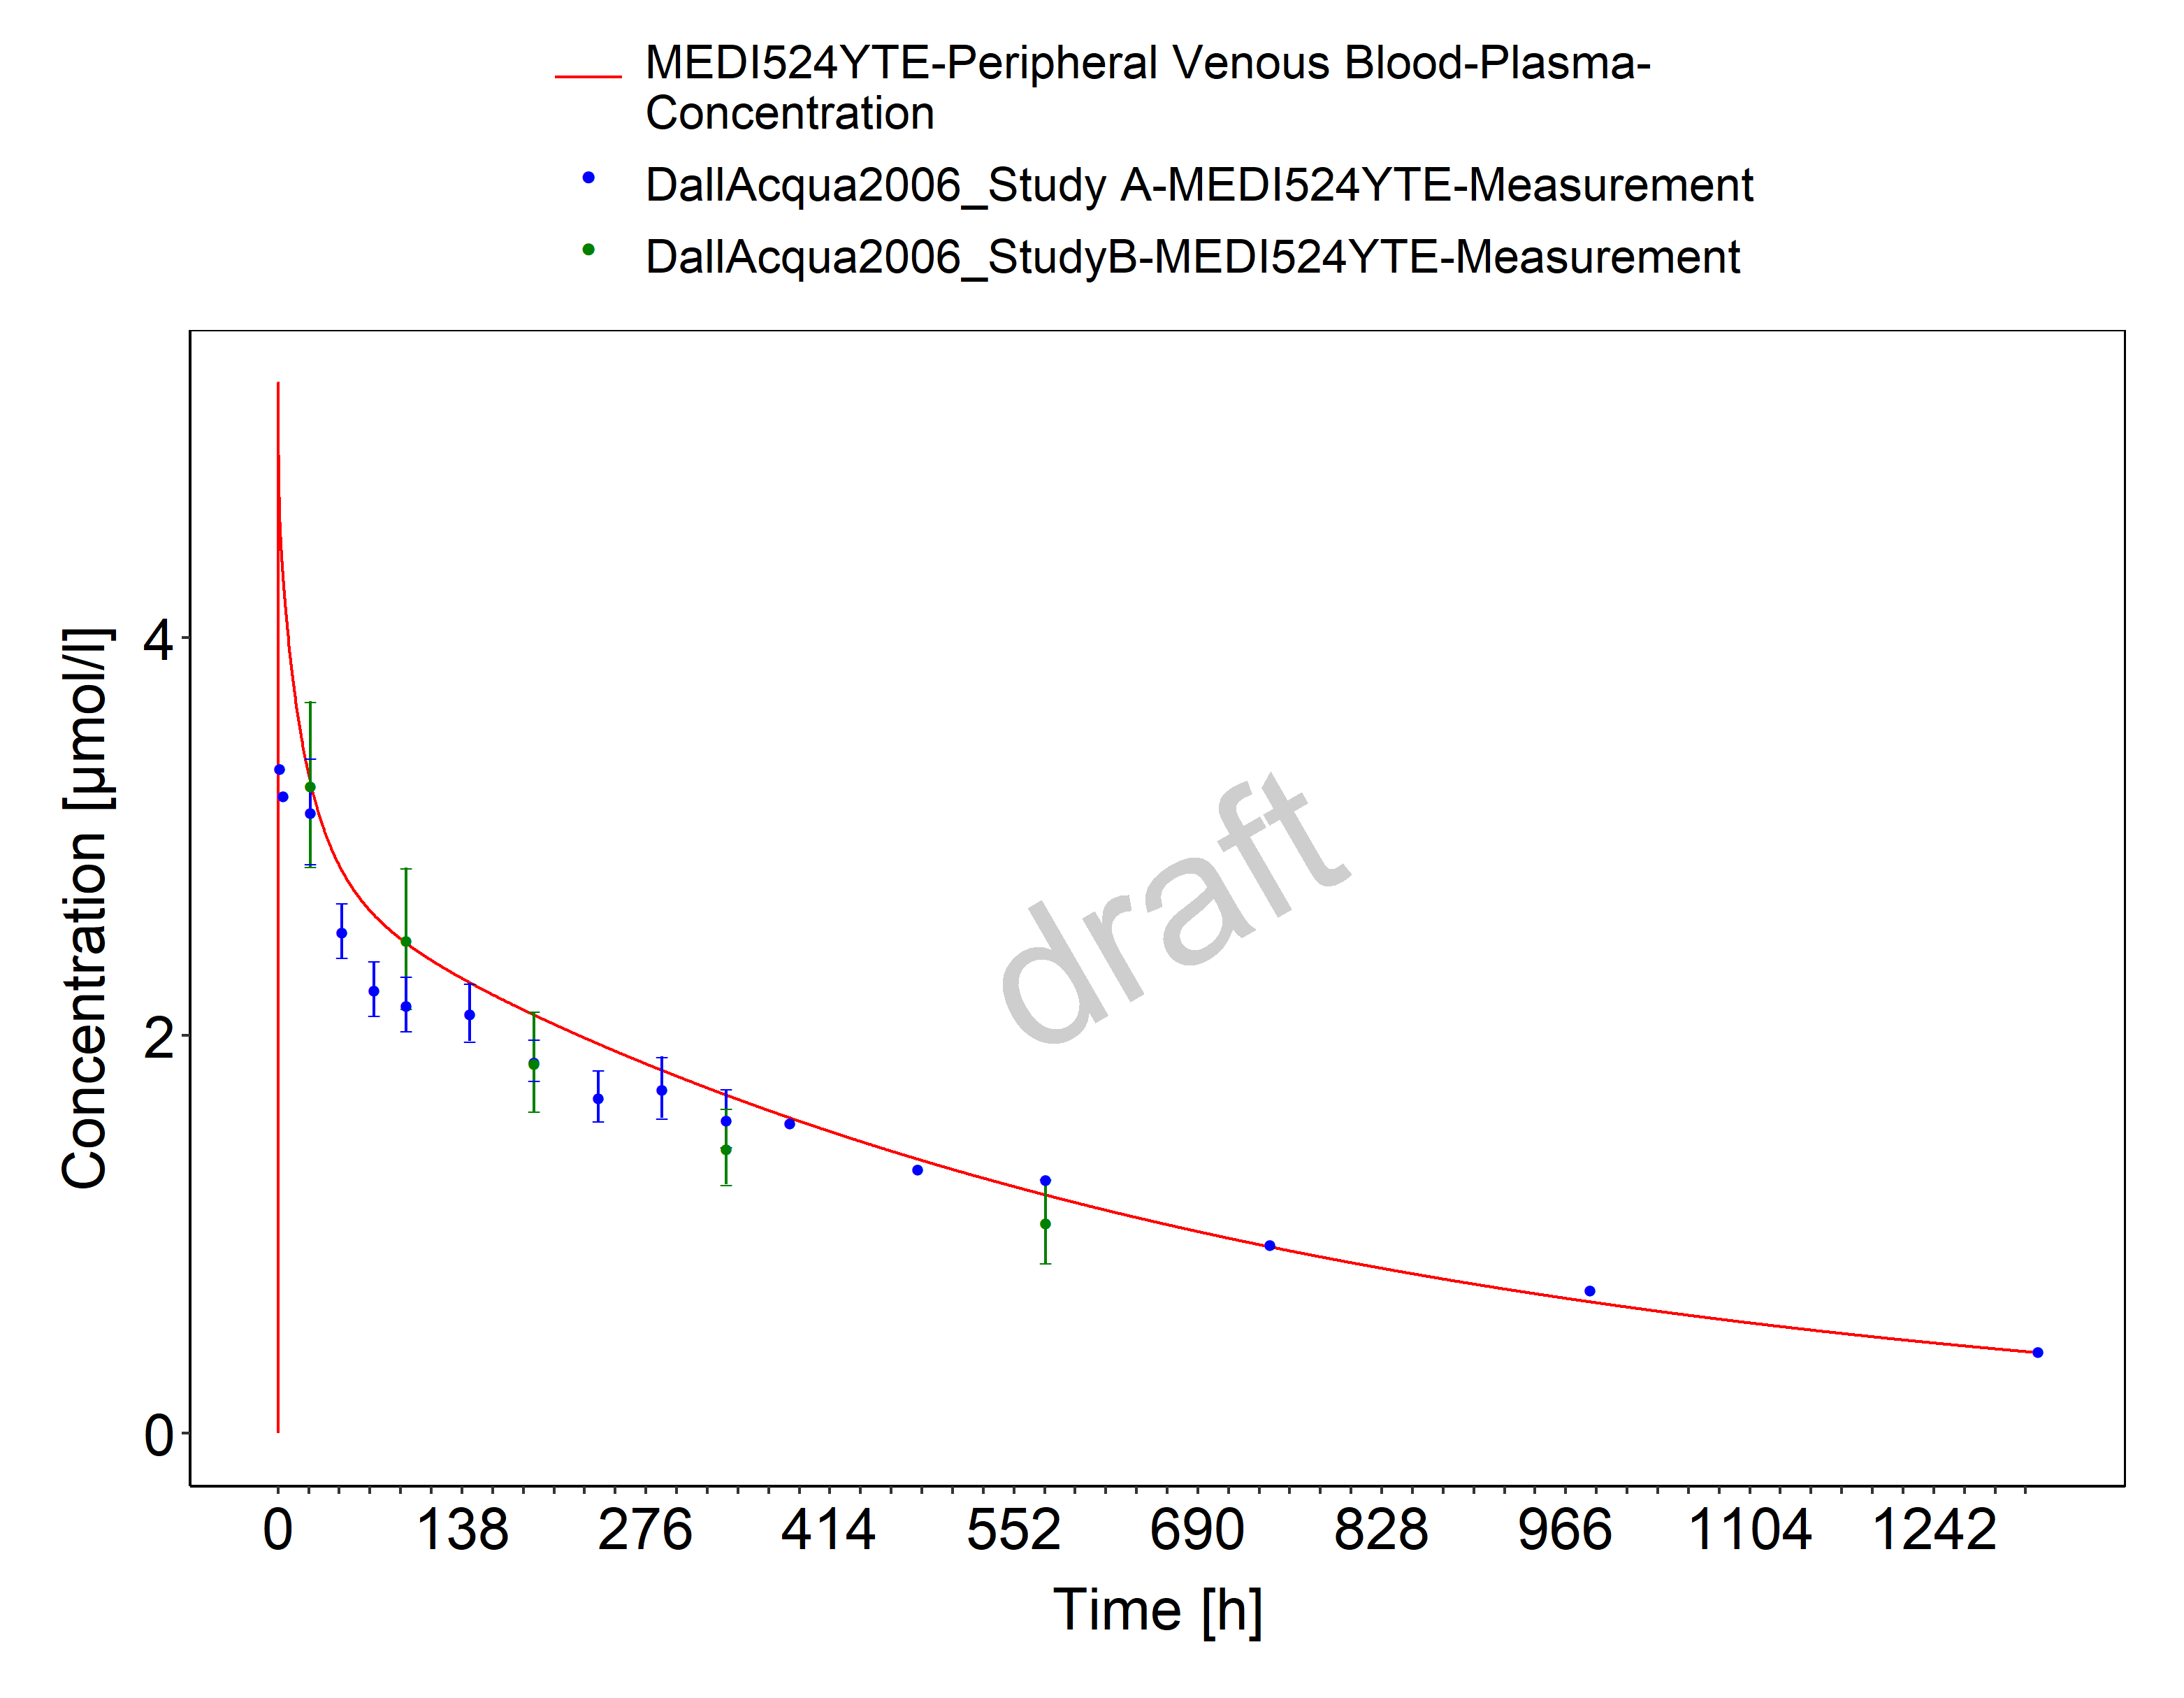 MEDI524YTE-Peripheral Venous Blood-Plasma-
Concentration
DallAcqua2006_Study A-MEDI524YTE-Measurement
DallAcqua2006_StudyB-MEDI524YTE-Measurement
Concentration [µmol/l]
4
2
0
draft
0 138 276 414 552 690 828 966 1104 1242
Time [h]